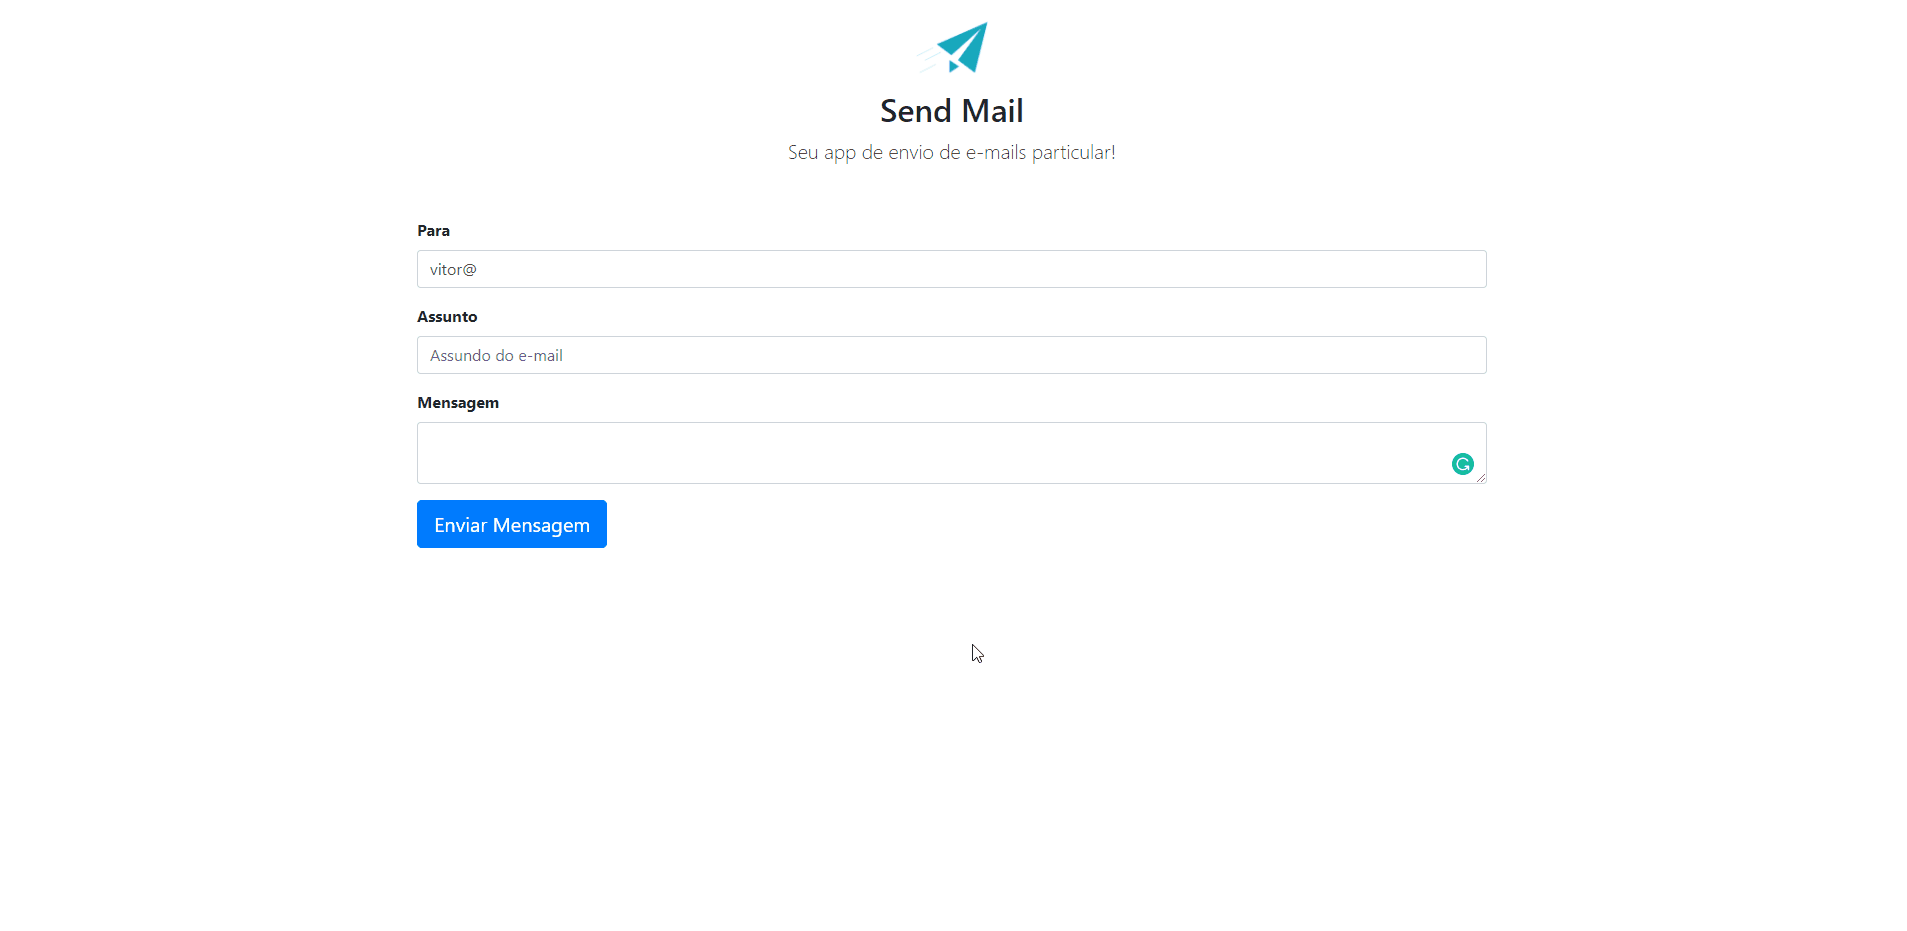 Send Mail
Seu app de envio de e-mails particular!
Para
vitor@
Assunto
Assundo do e-mail
Mensagem
Enviar Mensagem